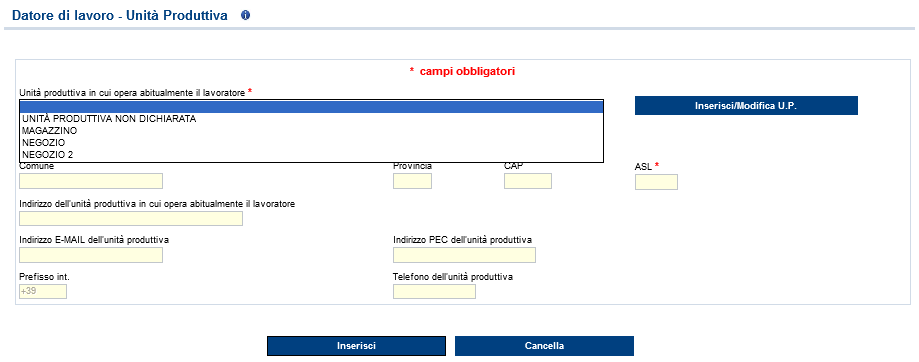 Datore di lavoro - Unità Produttiva i
* campi obbligatori
Unità produttiva in cui opera abitualmente il lavoratore *
Inserisci/Modifica U.P.
UNITÀ PRODUTTIVA NON DICHIARATA
MAGAZZINO
NEGOZIO
NEGOZIO 2
Comune Provincia CAP ASL *
Indirizzo dell'unità produttiva in cui opera abitualmente il lavoratore
Indirizzo E-MAIL dell'unità produttiva Indirizzo PEC dell'unità produttiva
Prefisso int. Telefono dell'unità produttiva
+39
Inserisci Cancella